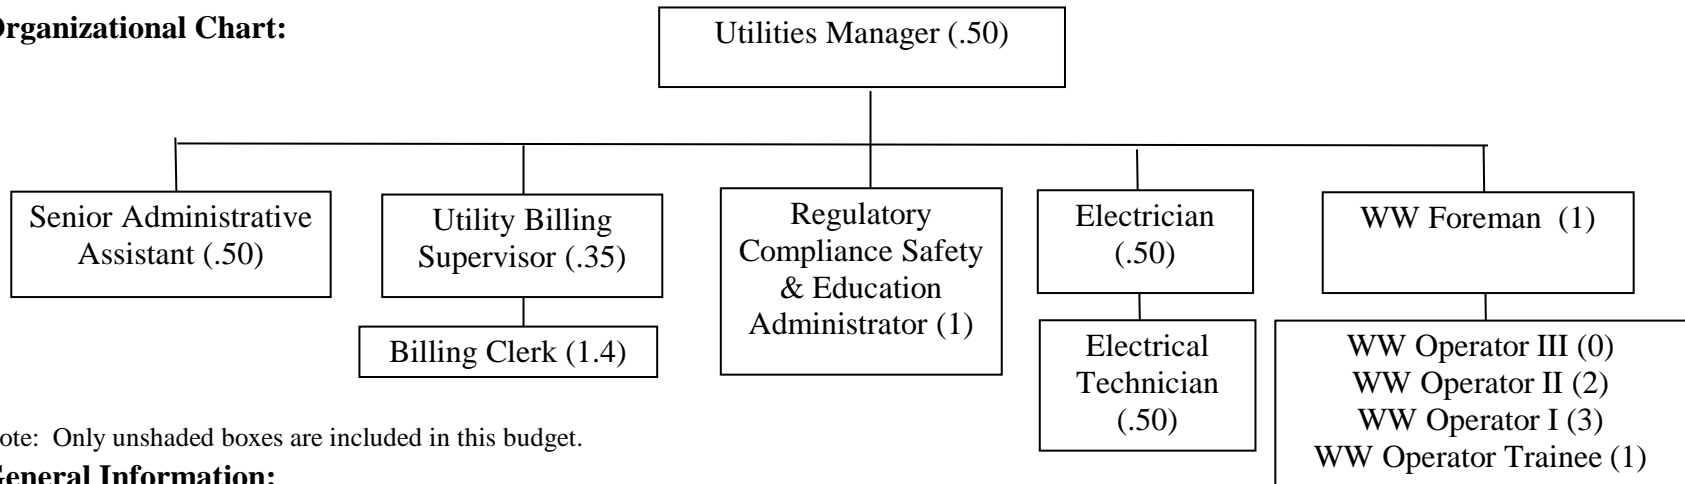 Organizational Chart:
Utilities Manager (.50)
Senior Administrative
Assistant (.50)
Utility Billing
Supervisor (.35)
Billing Clerk (1.4)
Regulatory
Compliance Safety
& Education
Administrator (1)
Electrician
(.50)
Electrical
Technician
(.50)
WW Foreman (1)
WW Operator III (0)
WW Operator II (2)
WW Operator I (3)
WW Operator Trainee (1)
ote: Only unshaded boxes are included in this budget.
General Information: